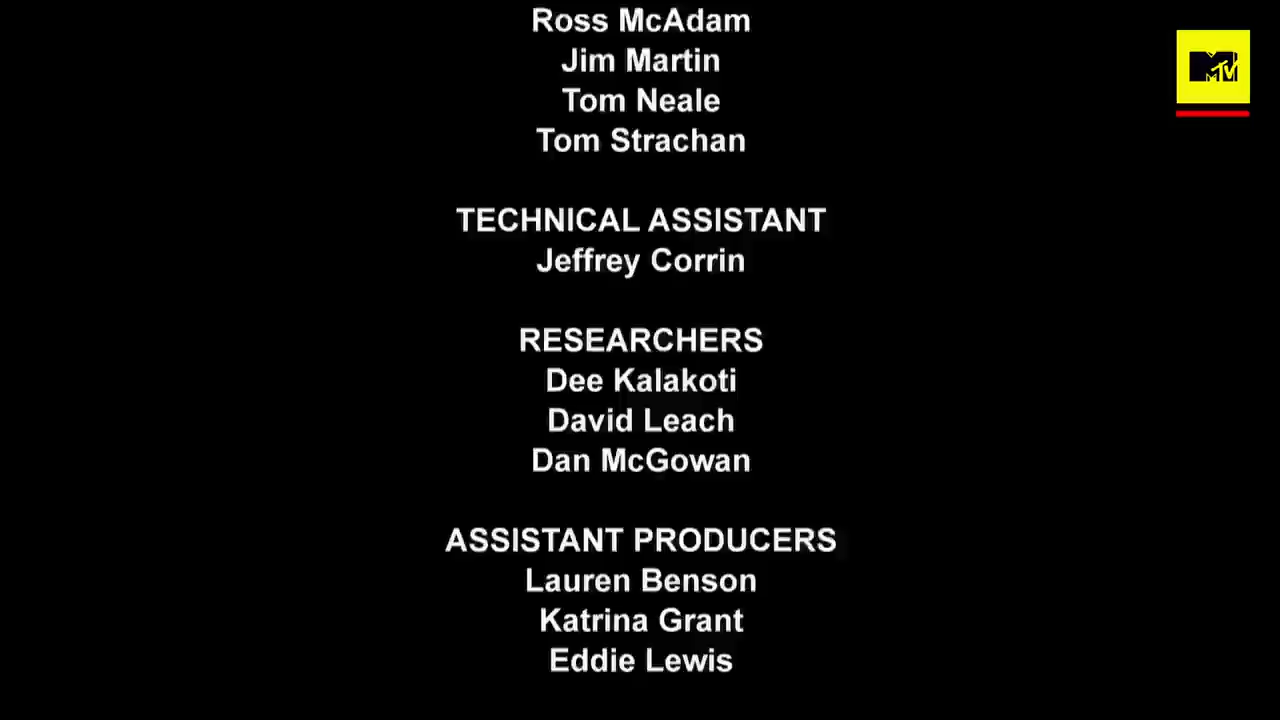 Ross McAdam
Jim Martin
Tom Neale
Tom Strachan
TECHNICAL ASSISTANT
Jeffrey Corrin
RESEARCHERS
Dee Kalakoti
David Leach
Dan McGowan
ASSISTANT PRODUCERS
Lauren Benson
Katrina Grant
Eddie Lewis
MTV